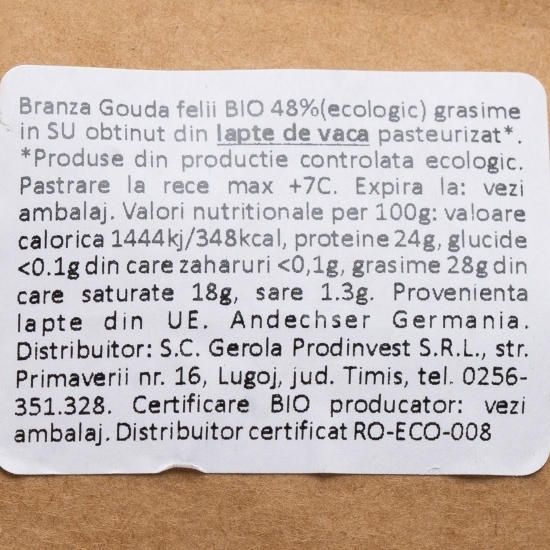 Branza Gouda felii BIO 48%(ecologic) grasime
in SU obtinut din lapte de vaca pasteurizat*.
*Produse din productie controlata ecologic.
Pastrare la rece max +7C. Expira la: vezi
ambalaj. Valori nutritionale per 100g: valoare
calorica 1444kj/348kcal, proteine 24g, glucide
<0.1g din care zaharuri <0,1g, grasime 28g din
care saturate 18g, sare 1.3g. Provenienta
lapte din UE. Andechser Germania.
Distribuitor: S.C. Gerola Prodinvest S.R.L., str.
Primaverii nr. 16, Lugoj, jud. Timis, tel. 0256-
351.328. Certificare BIO producator: vezi
ambalaj. Distribuitor certificat RO-ECO-008